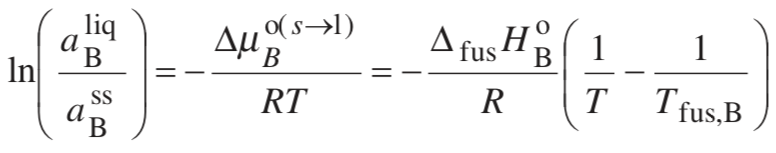 ln(a_B^liq / a_B^ss) = −Δμ_B^o(s→l) / RT = −Δ_fus H_B^o / R (1/T − 1/T_fus,B)